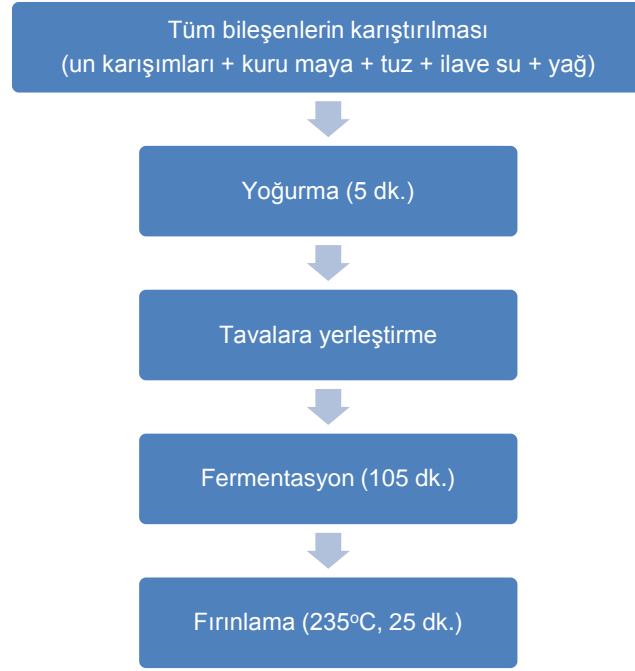 Tüm bileşenlerin karıştırılması
(un karışımları + kuru maya + tuz + ilave su + yağ)
Yoğurma (5 dk.)
Tavalara yerleştirme
Fermentasyon (105 dk.)
Fırınlama (235ºC, 25 dk.)